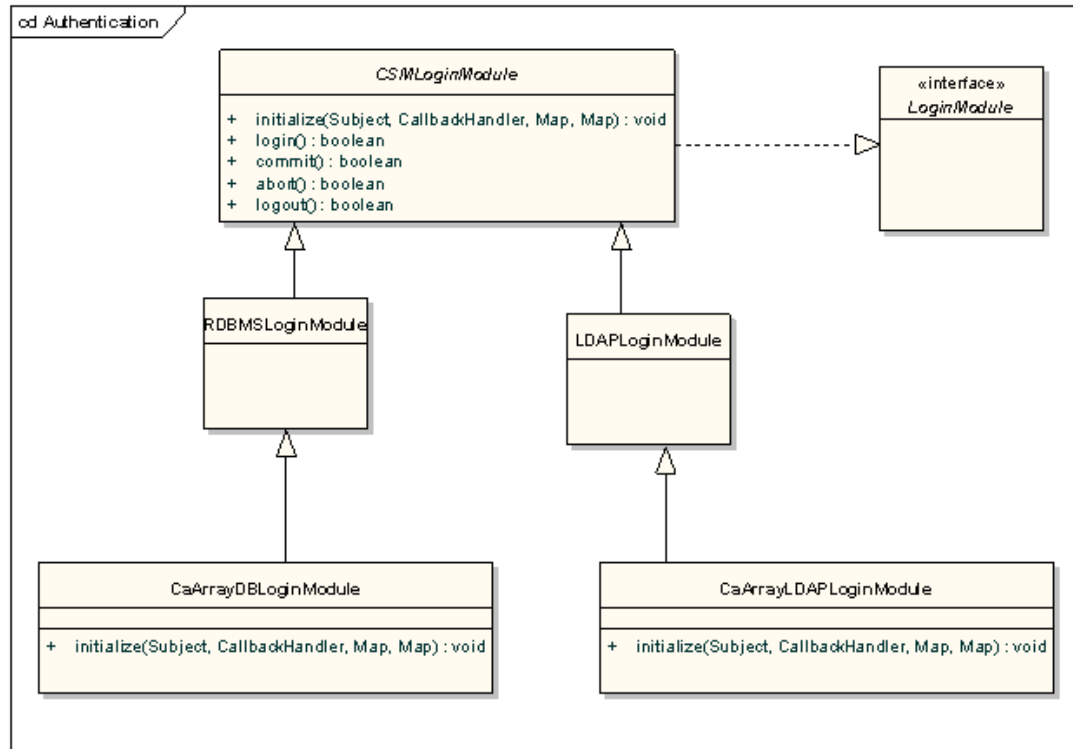 cd Authentication
CSMLoginModule
+ initialize(Subject, CallbackHandler, Map, Map) : void
+ login() : boolean
+ commit() : boolean
+ abort() : boolean
+ logout() : boolean
«interface»
LoginModule
RDBMSLoginModule
LDAPLoginModule
CaArrayDBLoginModule
+ initialize(Subject, CallbackHandler, Map, Map) : void
CaArrayLDAPLoginModule
+ initialize(Subject, CallbackHandler, Map, Map) : void